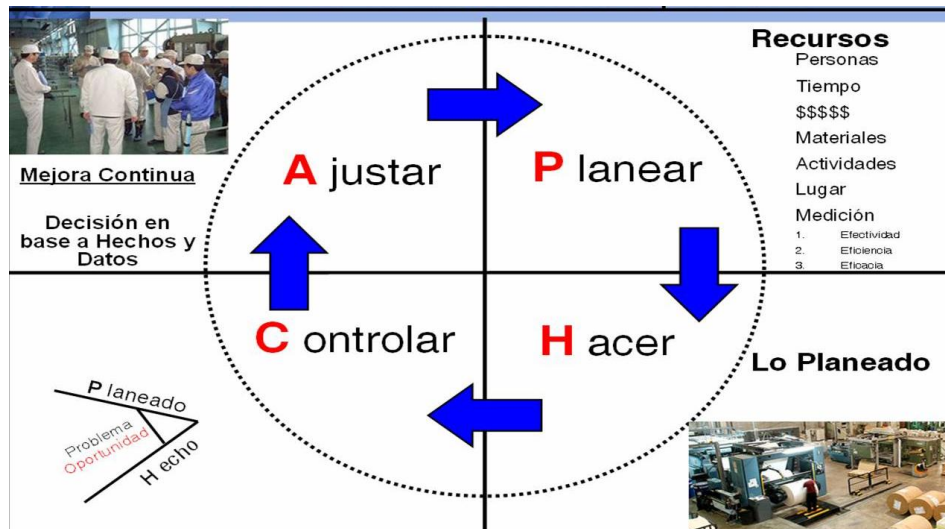 Recursos
Personas
Tiempo
$$$$$
Materiales
Actividades
Lugar
Medición
1. Efectividad
2. Eficiencia
3. Eficacia
A justar
P lanear
Mejora Continua
Decisión en
base a Hechos y
Datos
C ontrolar
H acer
Lo Planeado
P laneado
Problema
Oportunidad
H echo